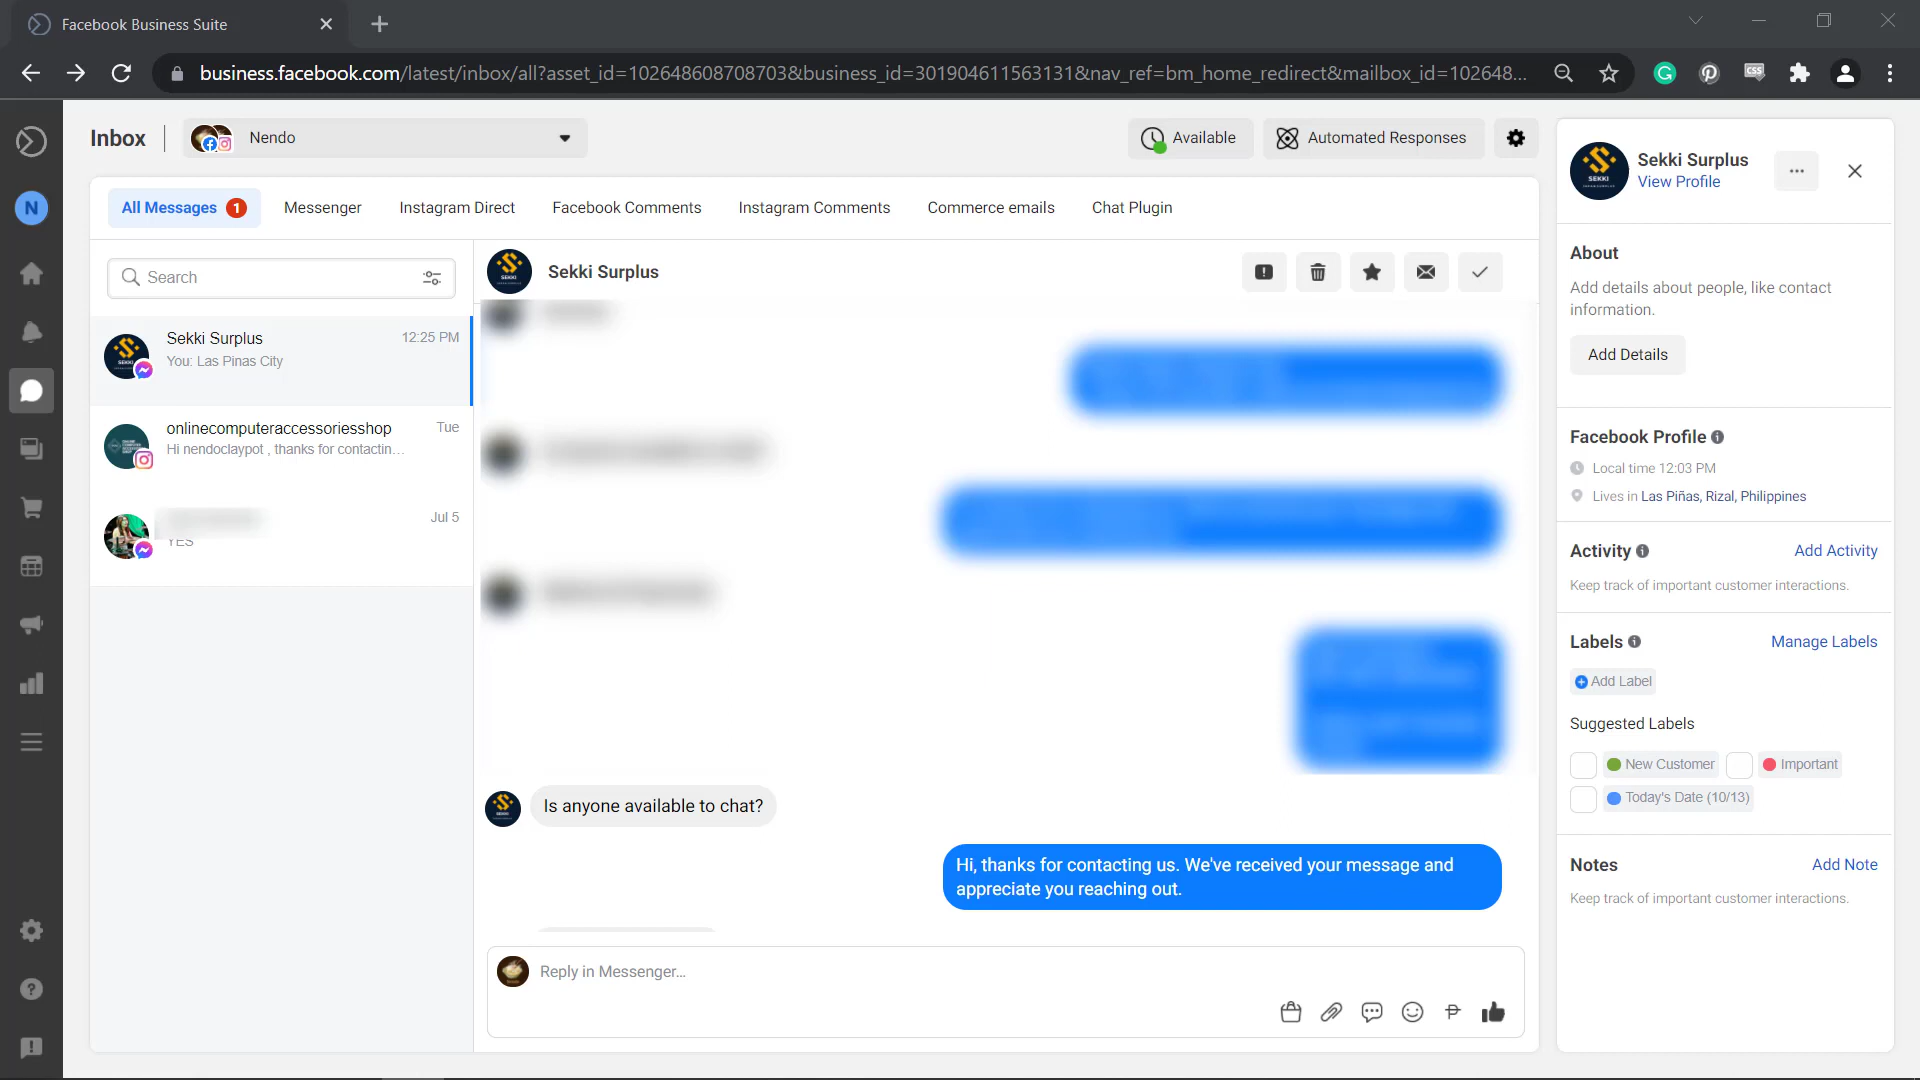 Facebook Business Suite
business.facebook.com/latest/inbox/all?asset_id=102648608708703&business_id=301904611563131&nav_ref=bm_home_redirect&mailbox_id=102648...
Inbox
Nendo
Available
Automated Responses
All Messages 1
Messenger
Instagram Direct
Facebook Comments
Instagram Comments
Commerce emails
Chat Plugin
N
Search
Sekki Surplus
12:25 PM
You: Las Pinas City
onlinecomputeraccessoriesshop
Tue
Hi nendoclaypot , thanks for contactin...
Jul 5
YES
Sekki Surplus
Is anyone available to chat?
Hi, thanks for contacting us. We've received your message and
appreciate you reaching out.
Reply in Messenger...
SEKKI
Sekki Surplus
View Profile
About
Add details about people, like contact
information.
Add Details
Facebook Profile
Local time 12:03 PM
Lives in Las Piñas, Rizal, Philippines
Activity
Add Activity
Keep track of important customer interactions.
Labels
Manage Labels
Add Label
Suggested Labels
New Customer
Important
Today's Date (10/13)
Notes
Add Note
Keep track of important customer interactions.